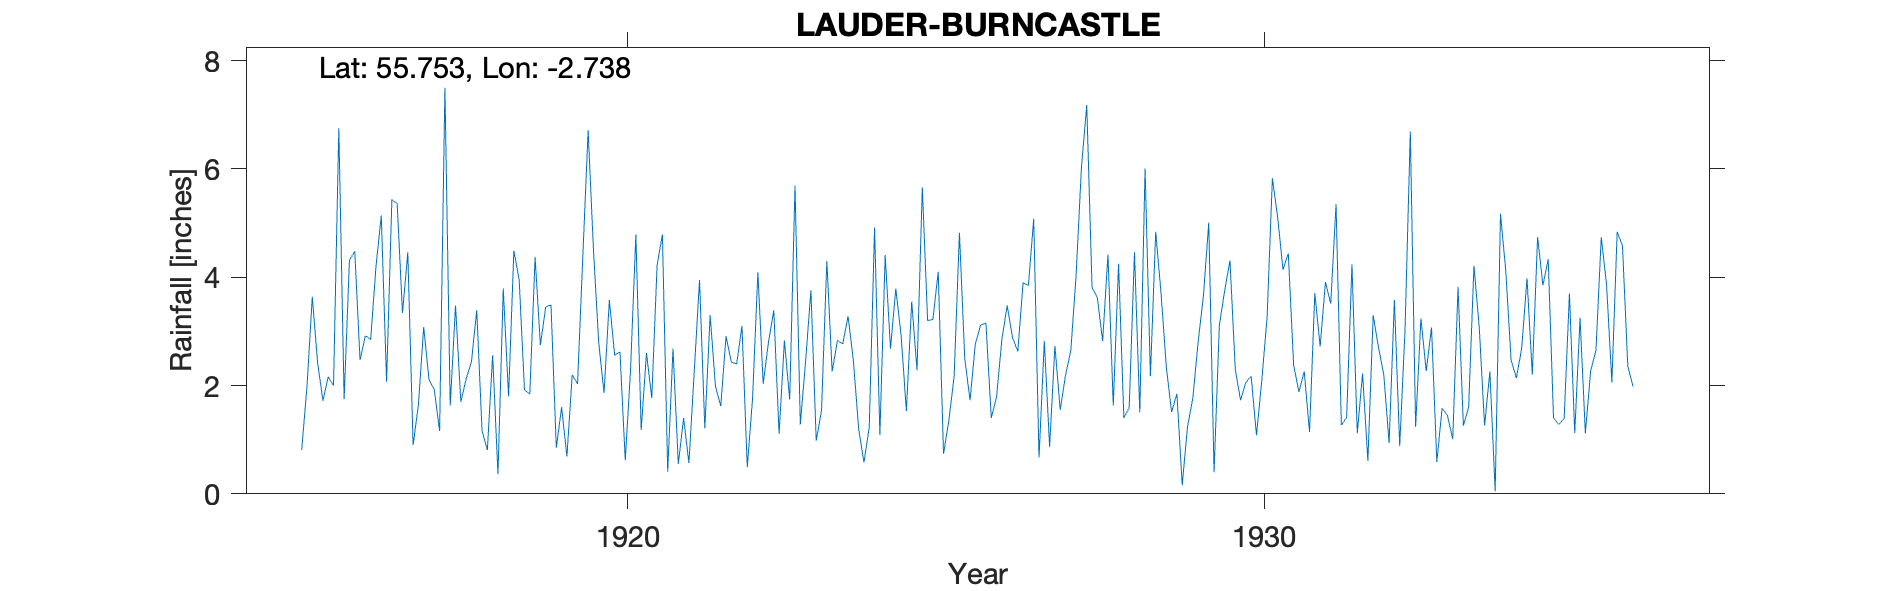 LAUDER-BURNCASTLE
Lat: 55.753, Lon: -2.738
8
6
4
2
0
Rainfall [inches]
1920 1930
Year